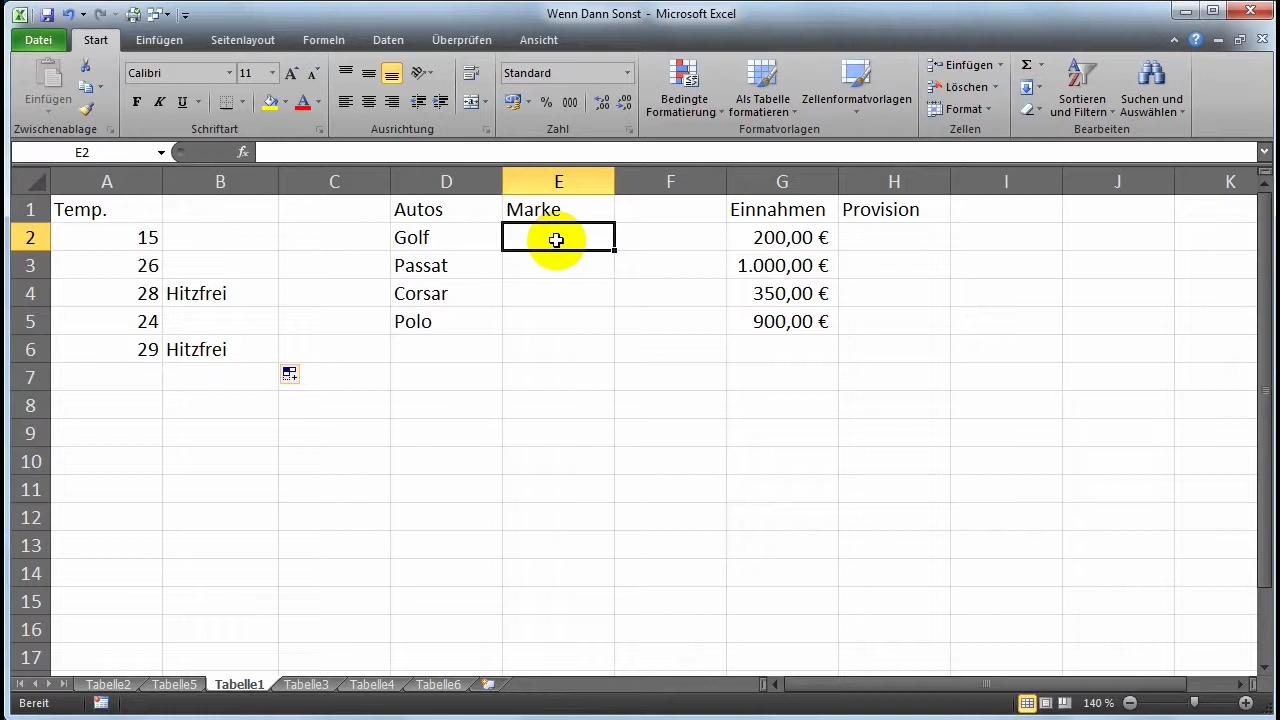 Wenn Dann Sonst - Microsoft Excel
Datei Start Einfügen Seitenlayout Formeln Daten Überprüfen Ansicht
Calibri 11 Standard
Einfügen
F K U A
% 000
Bedingte Formatierung
Als Tabelle formatieren
Zellenformatvorlagen
Einfügen
Löschen
Format
Σ
Sortieren und Filtern
Suchen und Auswählen
Zwischenablage Schriftart Ausrichtung Zahl Formatvorlagen Zellen Bearbeiten
E2 fx
A B C D E F G H I J K
1 Temp. Autos Marke Einnahmen Provision
2 15 Golf 200,00 €
3 26 Passat 1.000,00 €
4 28 Hitzfrei Corsar 350,00 €
5 24 Polo 900,00 €
6 29 Hitzfrei
7
8
9
10
11
12
13
14
15
16
17
Tabelle2 Tabelle5 Tabelle1 Tabelle3 Tabelle4 Tabelle6
Bereit 140 %